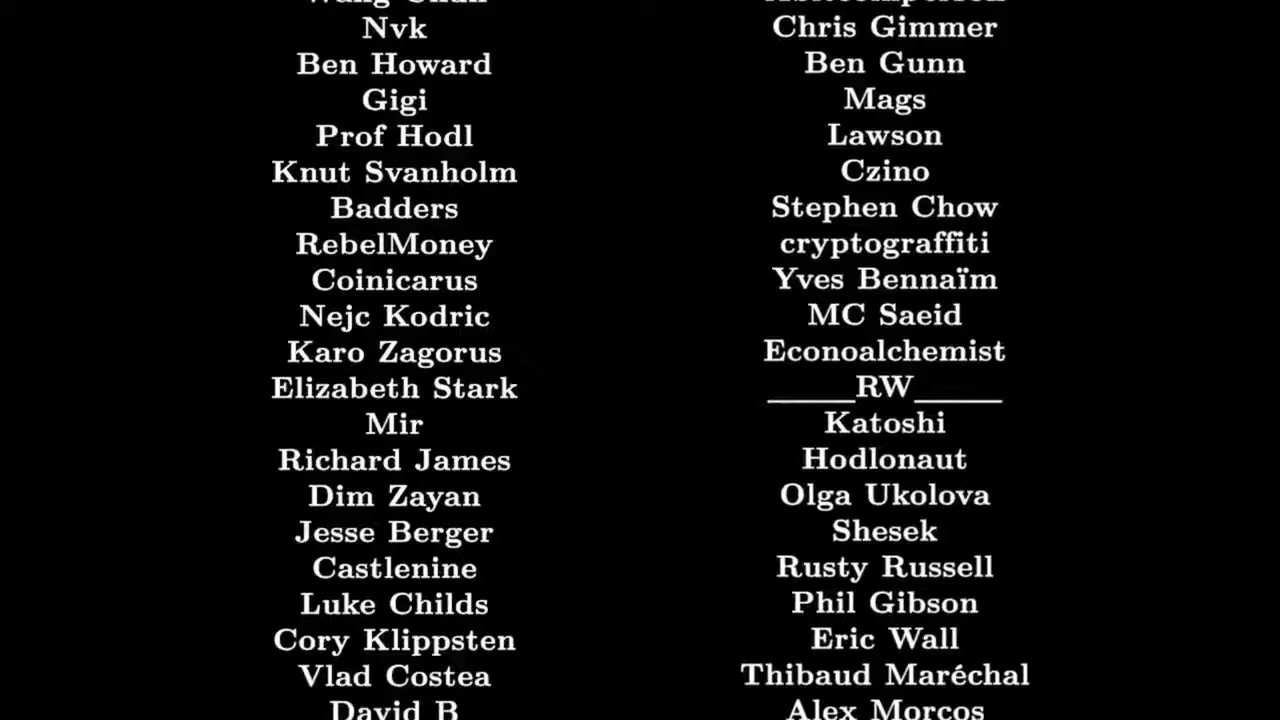 Nvk
Ben Howard
Gigi
Prof Hodl
Knut Svanholm
Badders
RebelMoney
Coinicarus
Nejc Kodric
Karo Zagorus
Elizabeth Stark
Mir
Richard James
Dim Zayan
Jesse Berger
Castlenine
Luke Childs
Cory Klippsten
Vlad Costea
David B
Chris Gimmer
Ben Gunn
Mags
Lawson
Czino
Stephen Chow
cryptograffiti
Yves Bennaïm
MC Saeid
Econoalchemist
______RW______
Katoshi
Hodlonaut
Olga Ukolova
Shesek
Rusty Russell
Phil Gibson
Eric Wall
Thibaud Maréchal
Alex Morcos